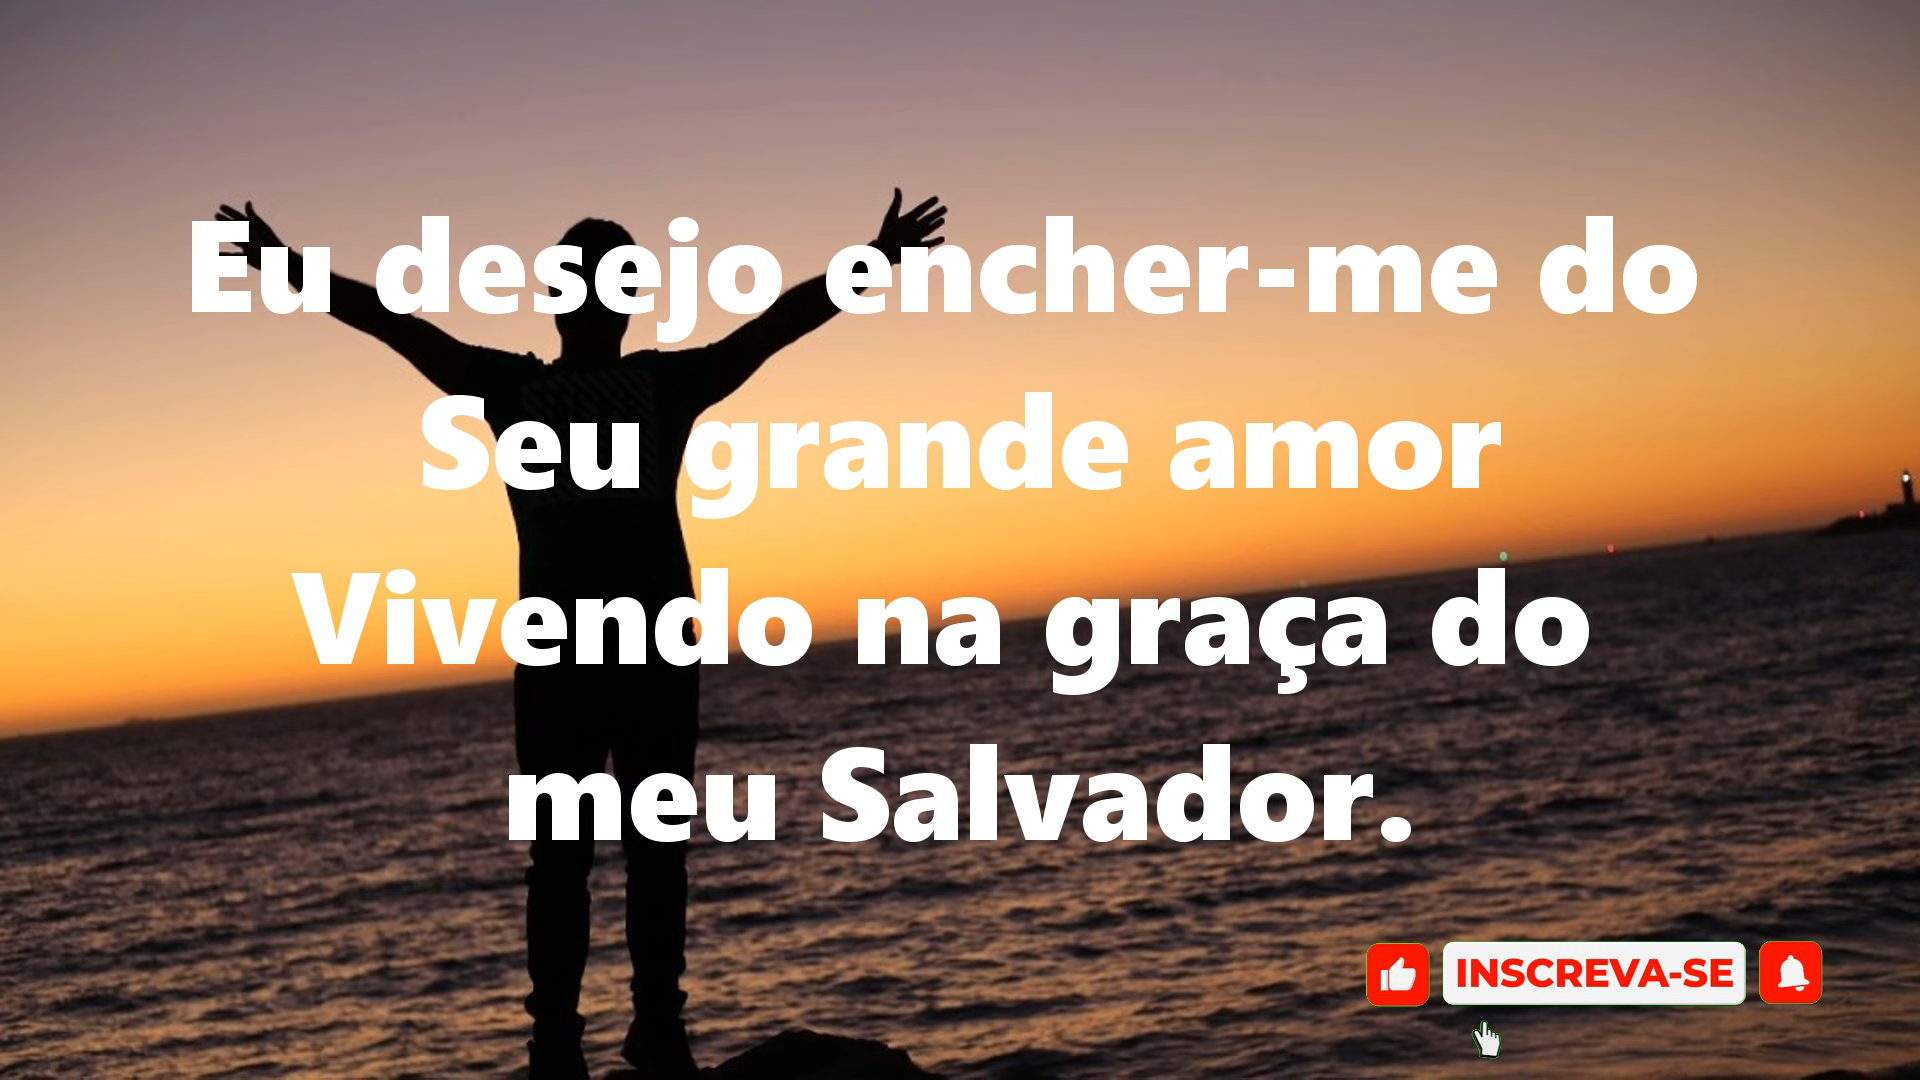 Eu desejo encher-me do
Seu grande amor
Vivendo na graça do
meu Salvador.
INSCREVA-SE